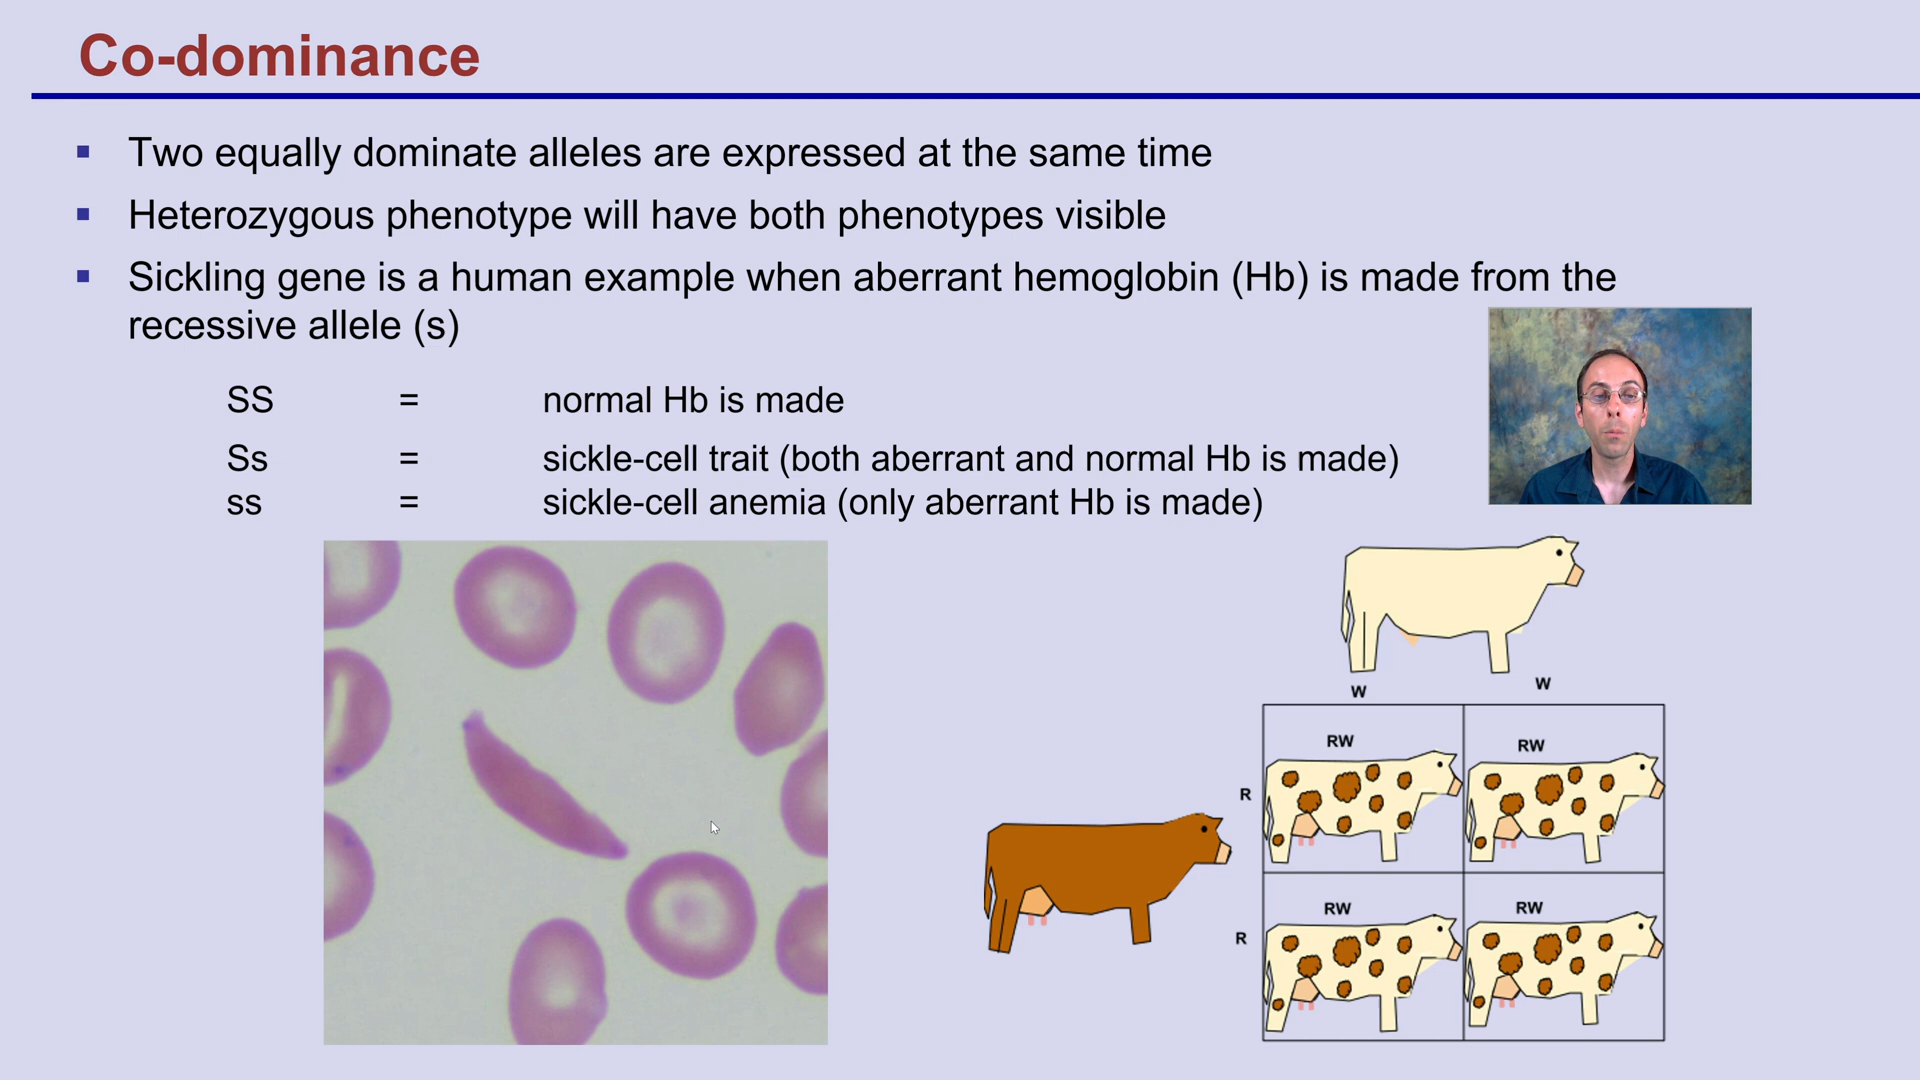 Co-dominance
▪ Two equally dominate alleles are expressed at the same time
▪ Heterozygous phenotype will have both phenotypes visible
▪ Sickling gene is a human example when aberrant hemoglobin (Hb) is made from the
recessive allele (s)
SS = normal Hb is made
Ss = sickle-cell trait (both aberrant and normal Hb is made)
ss = sickle-cell anemia (only aberrant Hb is made)
W W
RW RW
R
RW RW
R